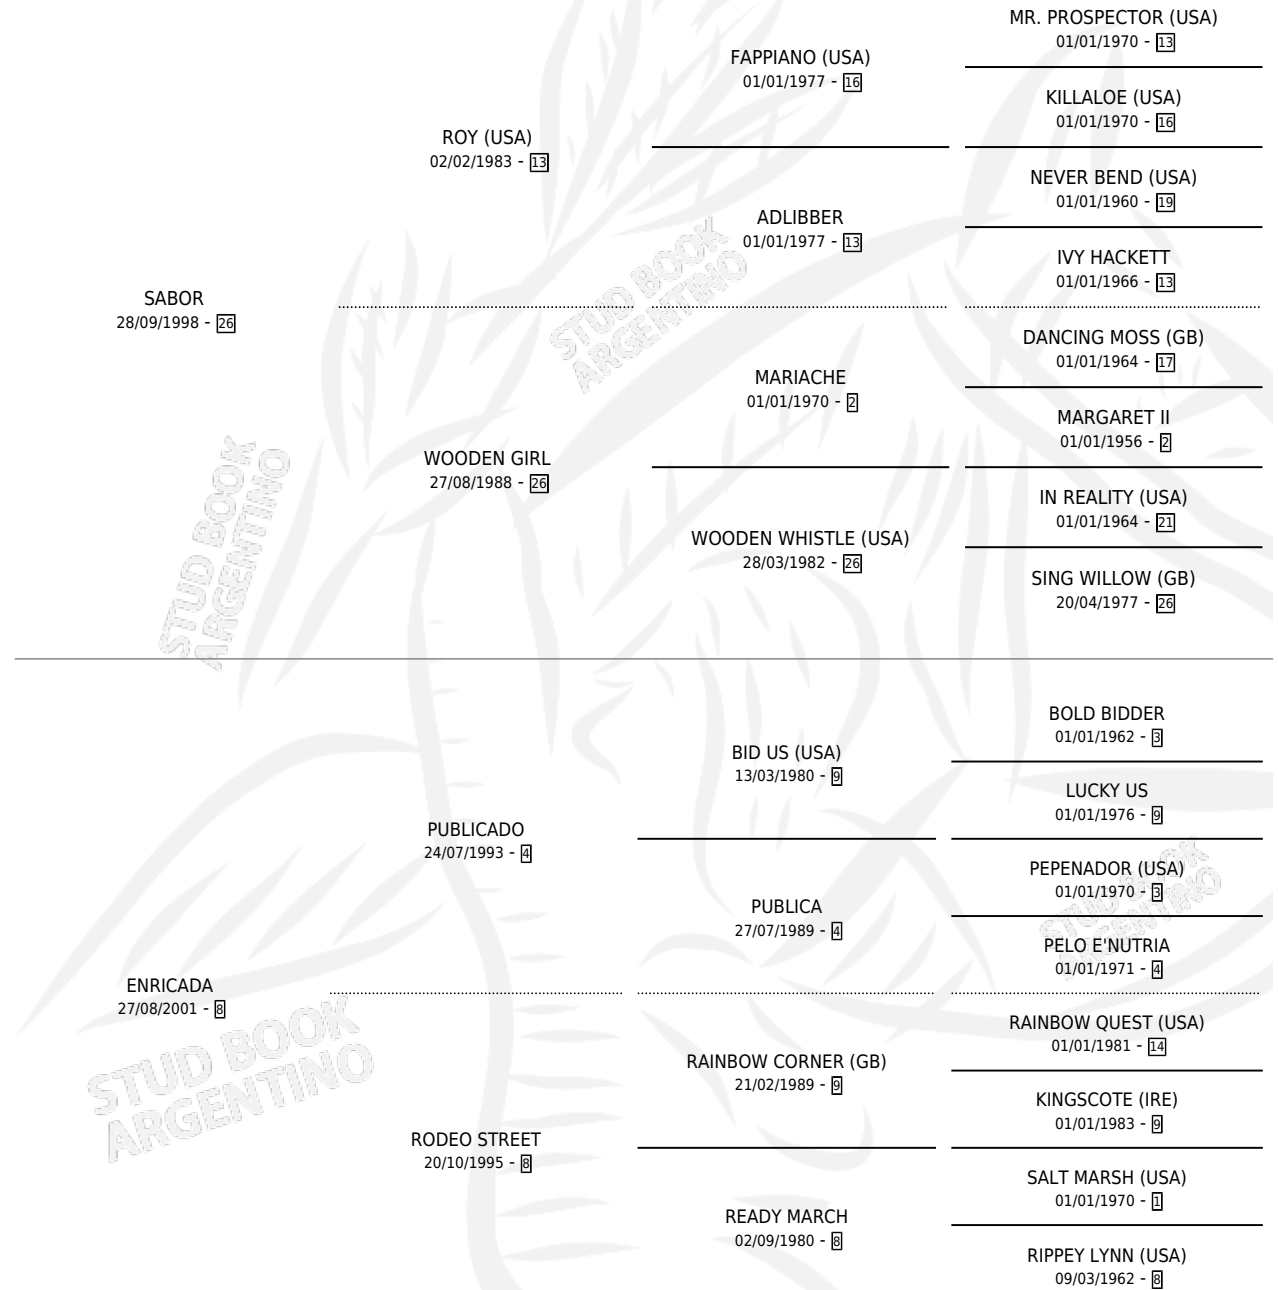 MR. PROSPECTOR (USA)
01/01/1970 - 13
FAPPIANO (USA)
01/01/1977 - 16
KILLALOE (USA)
01/01/1970 - 16
ROY (USA)
02/02/1983 - 13
NEVER BEND (USA)
01/01/1960 - 19
ADLIBBER
01/01/1977 - 13
IVY HACKETT
01/01/1966 - 13
SABOR
28/09/1998 - 26
DANCING MOSS (GB)
01/01/1964 - 17
MARIACHE
01/01/1970 - 2
MARGARET II
01/01/1956 - 2
WOODEN GIRL
27/08/1988 - 26
IN REALITY (USA)
01/01/1964 - 21
WOODEN WHISTLE (USA)
28/03/1982 - 26
SING WILLOW (GB)
20/04/1977 - 26
STUD BOOK
ARGENTINO
STUD BOOK
ARGENTINO
BOLD BIDDER
01/01/1962 - 3
BID US (USA)
13/03/1980 - 9
LUCKY US
01/01/1976 - 9
PUBLICADO
24/07/1993 - 4
PEPENADOR (USA)
01/01/1970 - 3
PUBLICA
27/07/1989 - 4
PELO E'NUTRIA
01/01/1971 - 4
ENRICADA
27/08/2001 - 8
RAINBOW QUEST (USA)
01/01/1981 - 14
RAINBOW CORNER (GB)
21/02/1989 - 9
KINGSCOTE (IRE)
01/01/1983 - 9
RODEO STREET
20/10/1995 - 8
SALT MARSH (USA)
01/01/1970 - 1
READY MARCH
02/09/1980 - 8
RIPPEY LYNN (USA)
09/03/1962 - 8
STUD BOOK
ARGENTINO
STUD BOOK
ARGENTINO